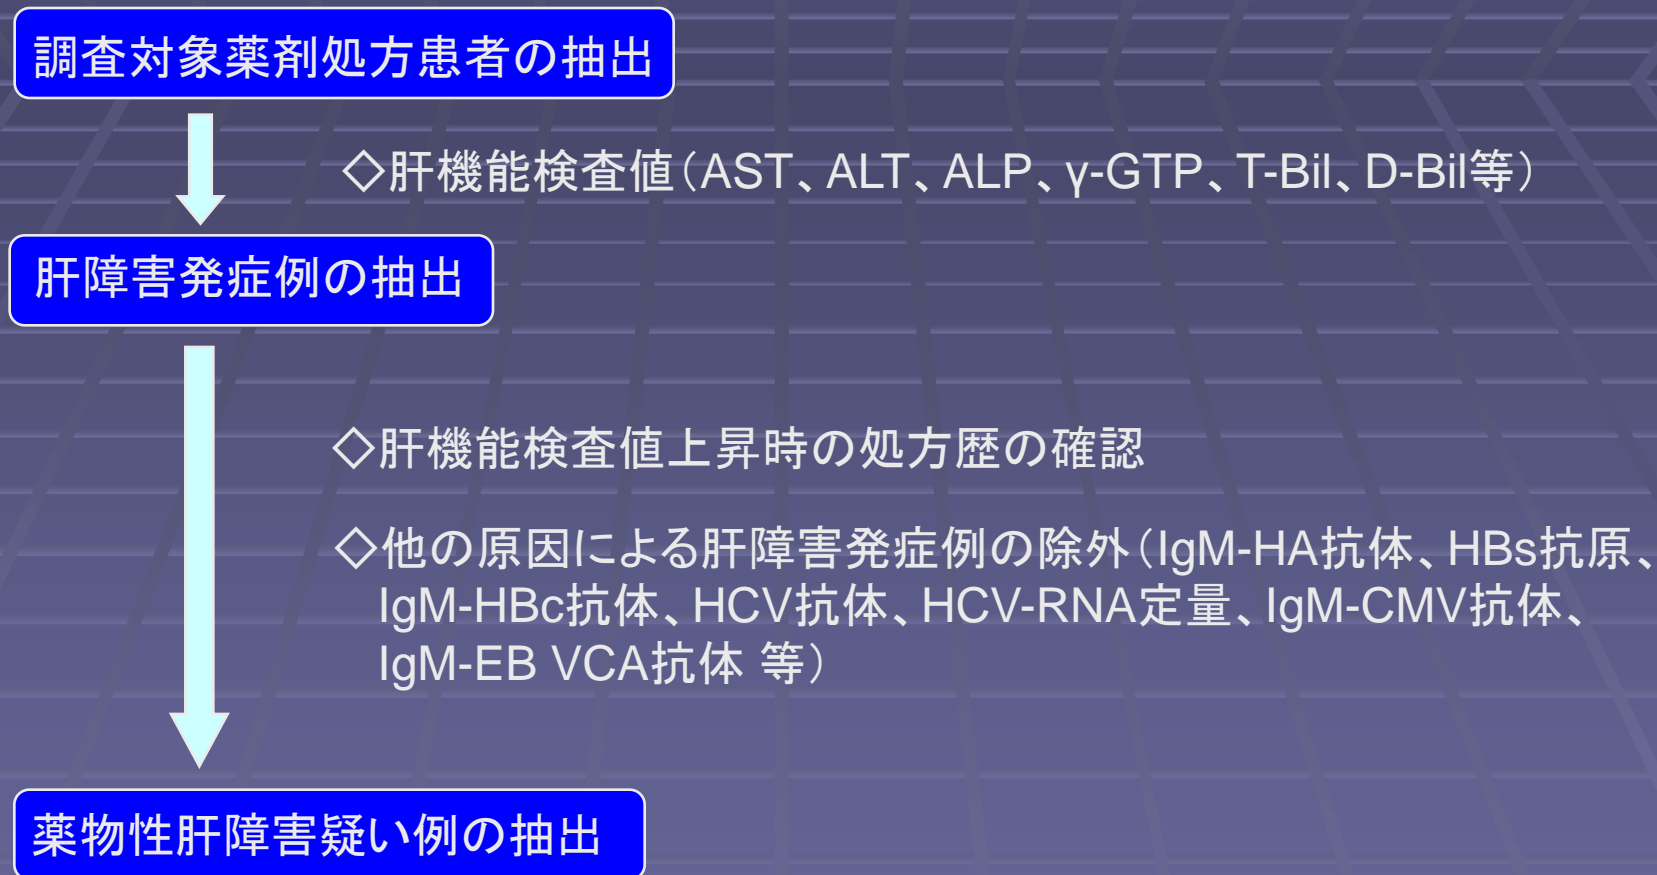 調査対象薬剤処方患者の抽出
◇肝機能検査値（AST、ALT、ALP、γ-GTP、T-Bil、D-Bil等）
肝障害発症例の抽出
◇肝機能検査値上昇時の処方歴の確認
◇他の原因による肝障害発症例の除外（IgM-HA抗体、HBs抗原、
IgM-HBc抗体、HCV抗体、HCV-RNA定量、IgM-CMV抗体、
IgM-EB VCA抗体 等）
薬物性肝障害疑い例の抽出